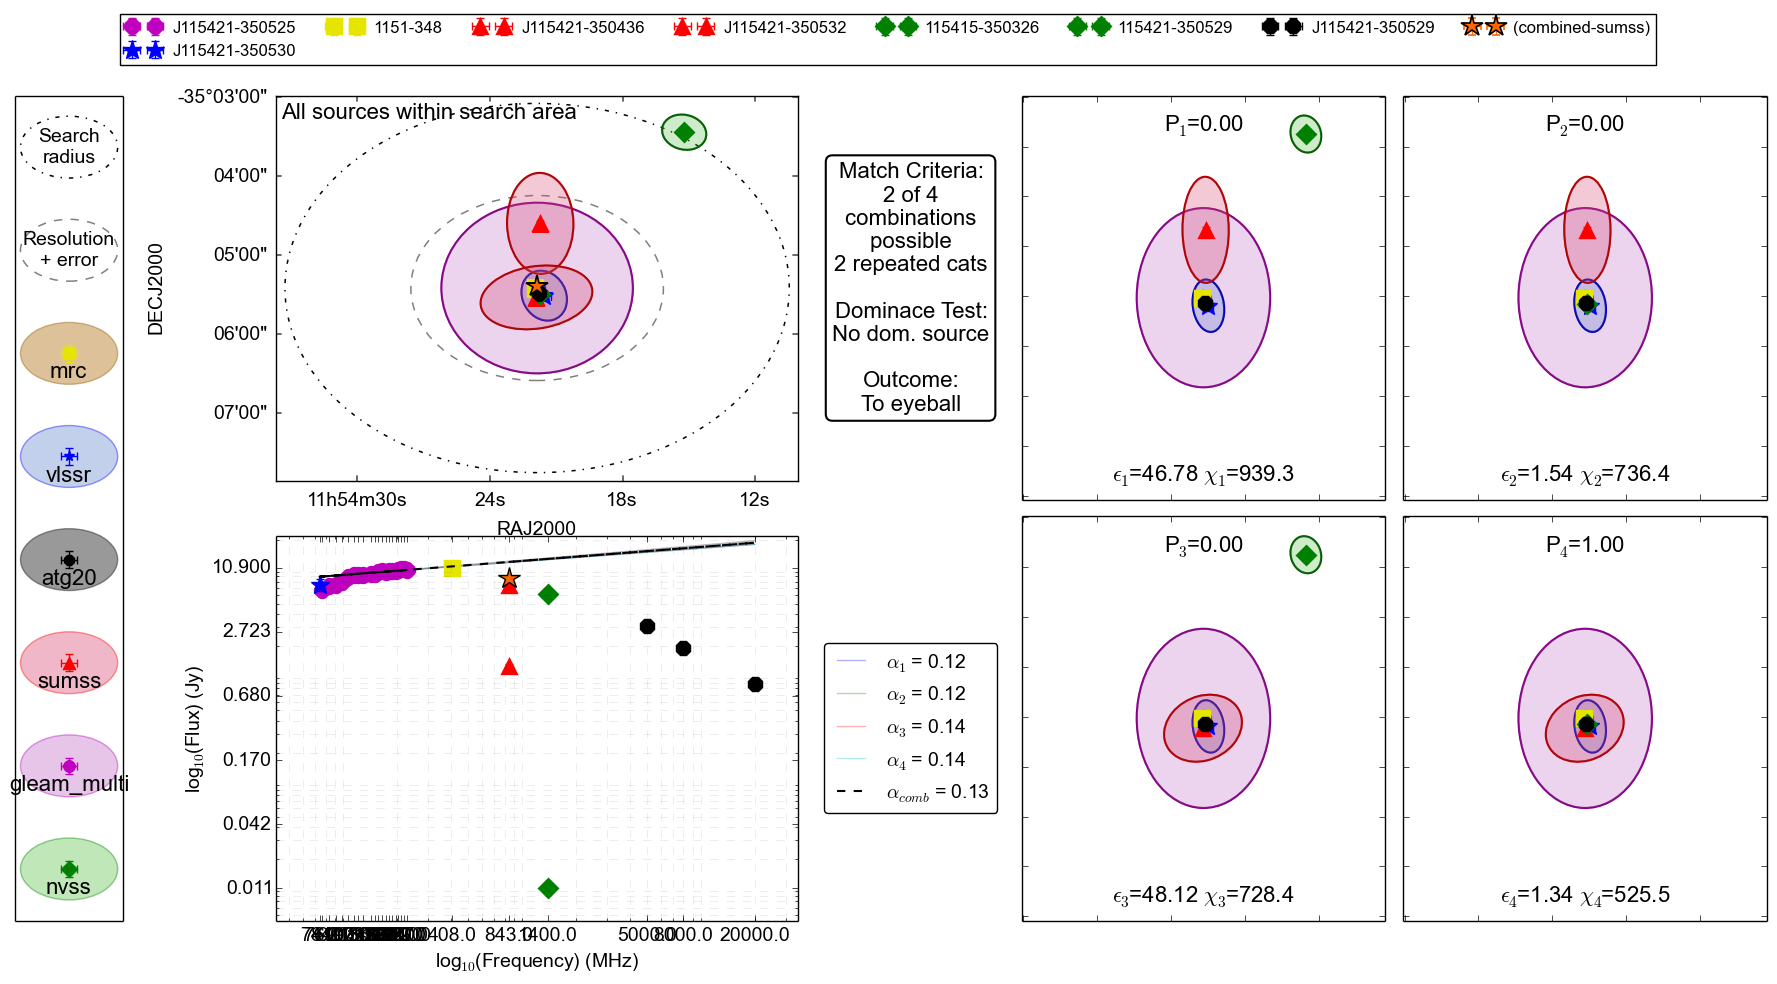 J115421-350525
1151-348
J115421-350436
J115421-350532
115415-350326
115421-350529
J115421-350529
(combined-sumss)
J115421-350530
Search
radius
Resolution
+ error
mrc
vlssr
atg20
sumss
gleam_multi
nvss
All sources within search area
-35°03'00"
04'00"
05'00"
06'00"
07'00"
DECJ2000
11h54m30s
24s
18s
12s
RAJ2000
Match Criteria:
2 of 4
combinations
possible
2 repeated cats
Dominace Test:
No dom. source
Outcome:
To eyeball
P1=0.00
ϵ1=46.78 χ1=939.3
P2=0.00
ϵ2=1.54 χ2=736.4
10.900
2.723
0.680
0.170
0.042
0.011
log10(Flux) (Jy)
408.0
843.0
1400.0
5000.0
8000.0
20000.0
log10(Frequency) (MHz)
α1 = 0.12
α2 = 0.12
α3 = 0.14
α4 = 0.14
αcomb = 0.13
P3=0.00
ϵ3=48.12 χ3=728.4
P4=1.00
ϵ4=1.34 χ4=525.5